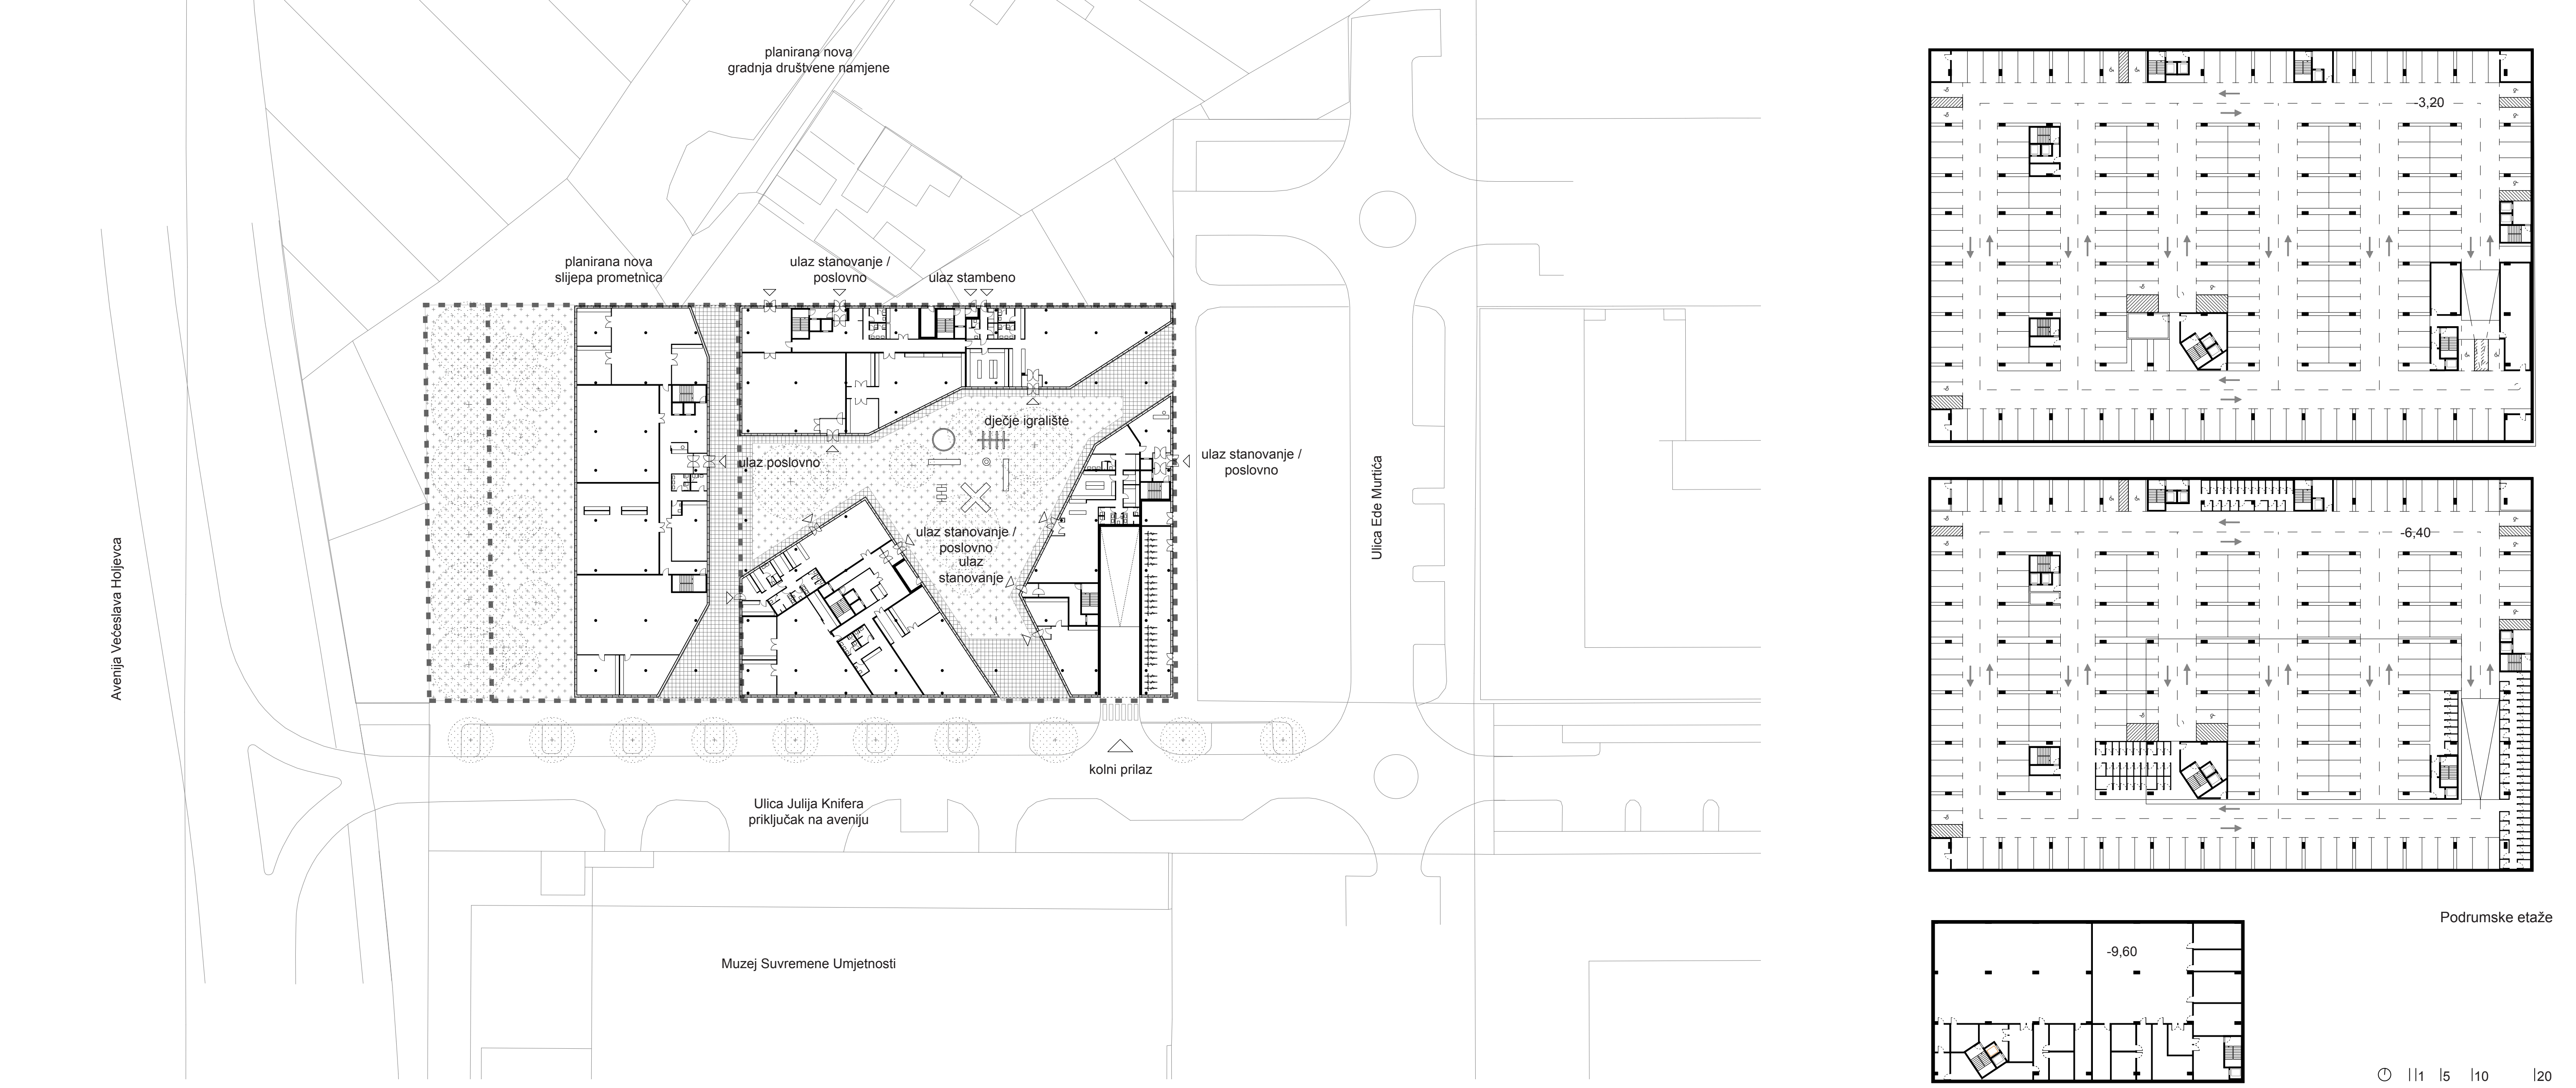 planirana nova
gradnja društvene namjene
planirana nova
slijepa prometnica
ulaz stanovanje /
poslovno
ulaz stambeno
dječje igralište
ulaz poslovno
ulaz stanovanje /
poslovno
ulaz stanovanje /
poslovno
ulaz
stanovanje
Avenija Većeslava Holjevca
Ulica Ede Murtića
kolni prilaz
Ulica Julija Knifera
priključak na aveniju
Muzej Suvremene Umjetnosti
-3,20
-6,40
-9,60
Podrumske etaže
1 5 10 20